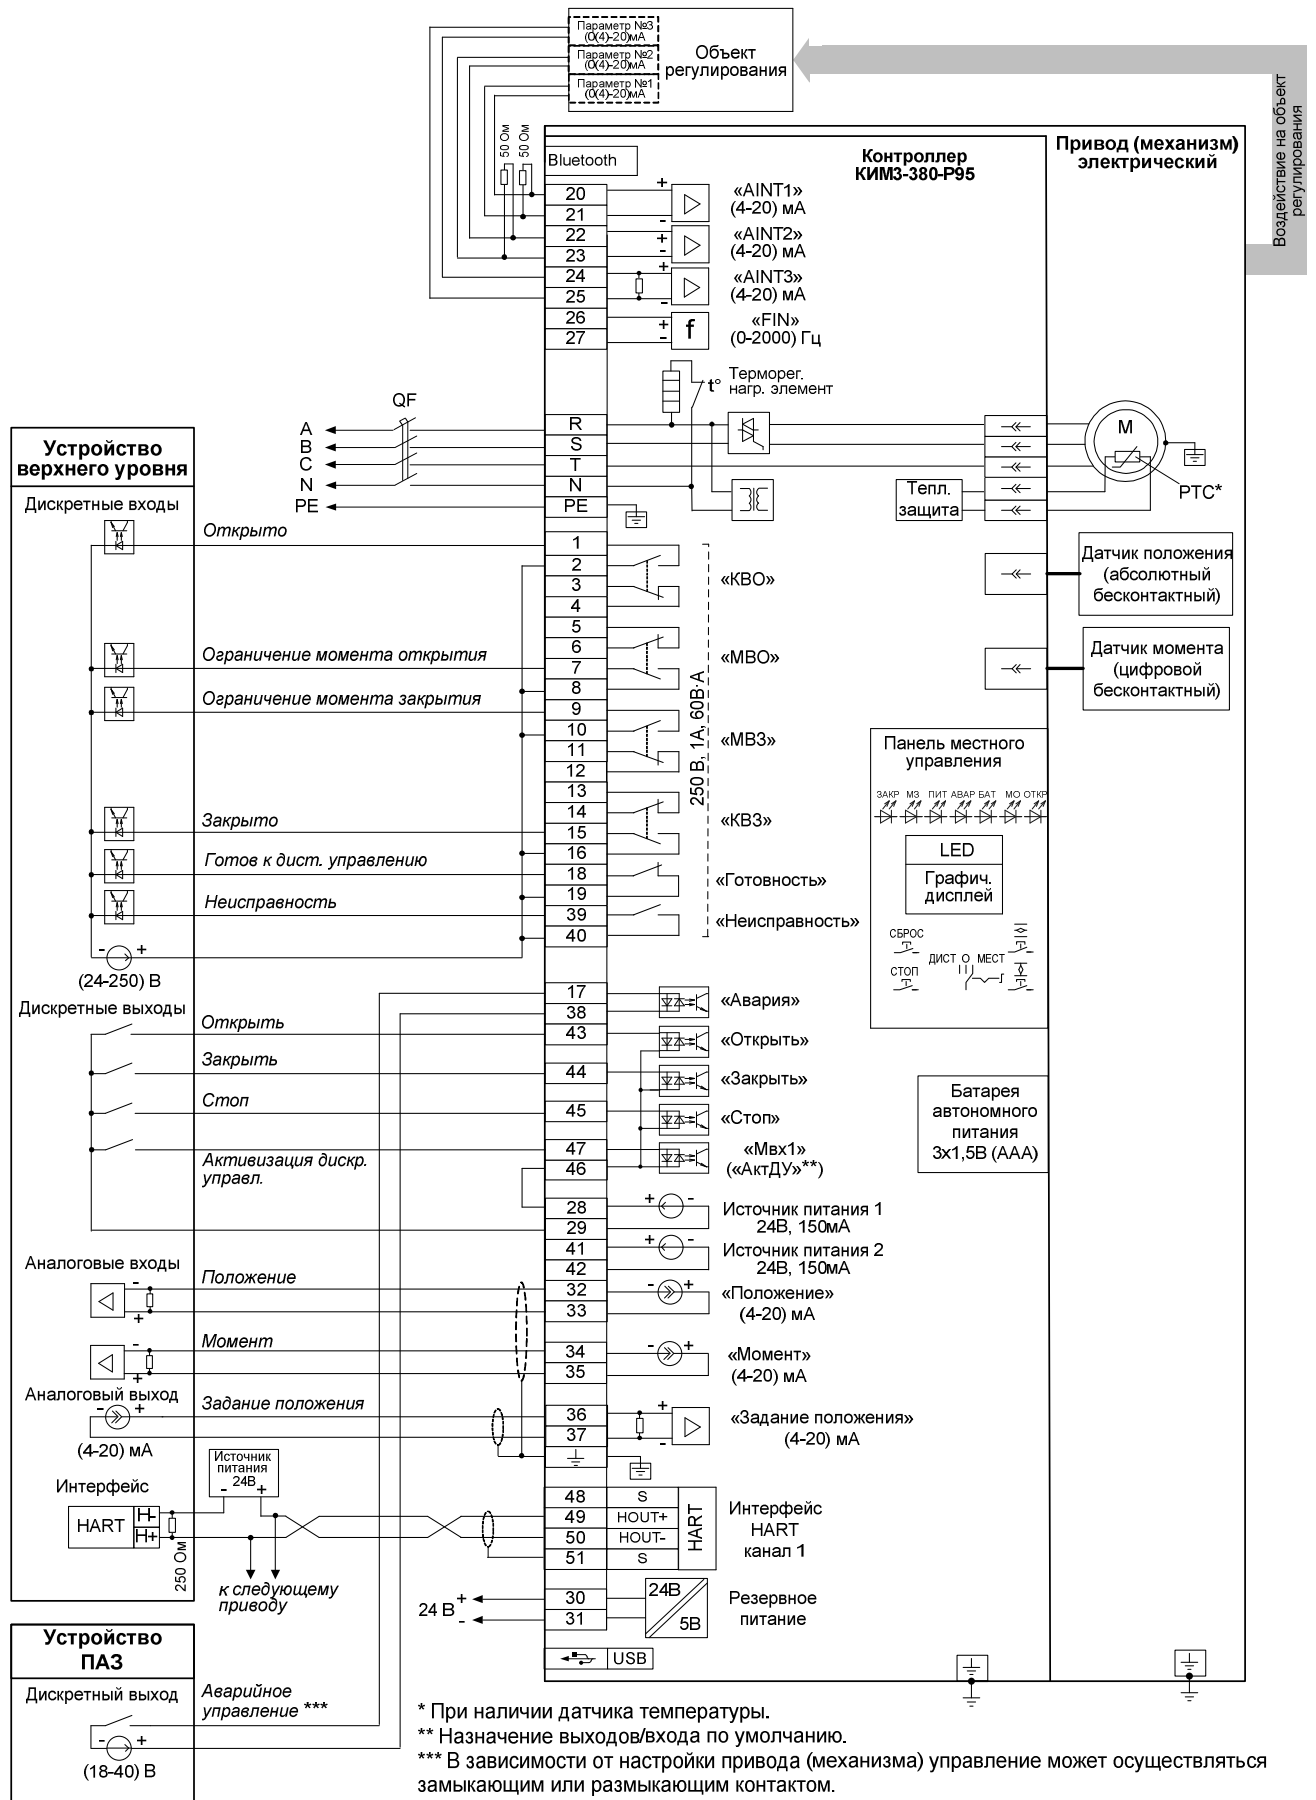 Параметр №3
(0(4)-20)мА
Параметр №2
(0(4)-20)мА
Параметр №1
(0(4)-20)мА
Объект
регулирования
Воздействие на объект
регулирования
50 Ом
50 Ом
Bluetooth
Контроллер
КИМ3-380-Р95
Привод (механизм)
электрический
20
21
22
23
24
25
26
27
+
-
«AINT1»
(4-20) мА
+
-
«AINT2»
(4-20) мА
+
-
«AINT3»
(4-20) мА
+
-
f
«FIN»
(0-2000) Гц
t°
Терморег.
нагр. элемент
QF
A
B
C
N
PE
R
S
T
N
PE
Тепл.
защита
M
PTC*
Датчик положения
(абсолютный
бесконтактный)
Датчик момента
(цифровой
бесконтактный)
Устройство
верхнего уровня
Дискретные входы
Открыто
Ограничение момента открытия
Ограничение момента закрытия
Закрыто
Готов к дист. управлению
Неисправность
- +
(24-250) В
1
2
3
4
5
6
7
8
9
10
11
12
13
14
15
16
18
19
39
40
«КВО»
«МВО»
«МВЗ»
«КВЗ»
«Готовность»
«Неисправность»
250 В, 1А, 60В·А
Панель местного
управления
ЗАКР МЗ ПИТ АВАР БАТ МО ОТКР
LED
Графич.
дисплей
СБРОС
СТОП
ДИСТ О МЕСТ
Дискретные выходы
Открыть
Закрыть
Стоп
Активизация дискр.
управл.
17
38
43
44
45
47
46
28
29
41
42
32
33
34
35
36
37
«Авария»
«Открыть»
«Закрыть»
«Стоп»
«Мвх1»
(«АктДУ»**)
+ -
Источник питания 1
24В, 150мА
+ -
Источник питания 2
24В, 150мА
- +
«Положение»
(4-20) мА
- +
«Момент»
(4-20) мА
+
-
«Задание положения»
(4-20) мА
Батарея
автономного
питания
3х1,5В (ААА)
Аналоговые входы
-
+
Положение
-
+
Момент
Аналоговый выход
- +
(4-20) мА
Задание положения
Источник
питания
24В
- +
Интерфейс
HART
H-
H+
250 Ом
к следующему
приводу
48
49
50
51
S
HOUT+
HOUT-
S
HART
Интерфейс
HART
канал 1
24 В
+
-
30
31
24В
5В
Резервное
питание
USB
Устройство
ПАЗ
Дискретный выход
Аварийное
управление ***
- +
(18-40) В
* При наличии датчика температуры.
** Назначение выходов/входа по умолчанию.
*** В зависимости от настройки привода (механизма) управление может осуществляться
замыкающим или размыкающим контактом.